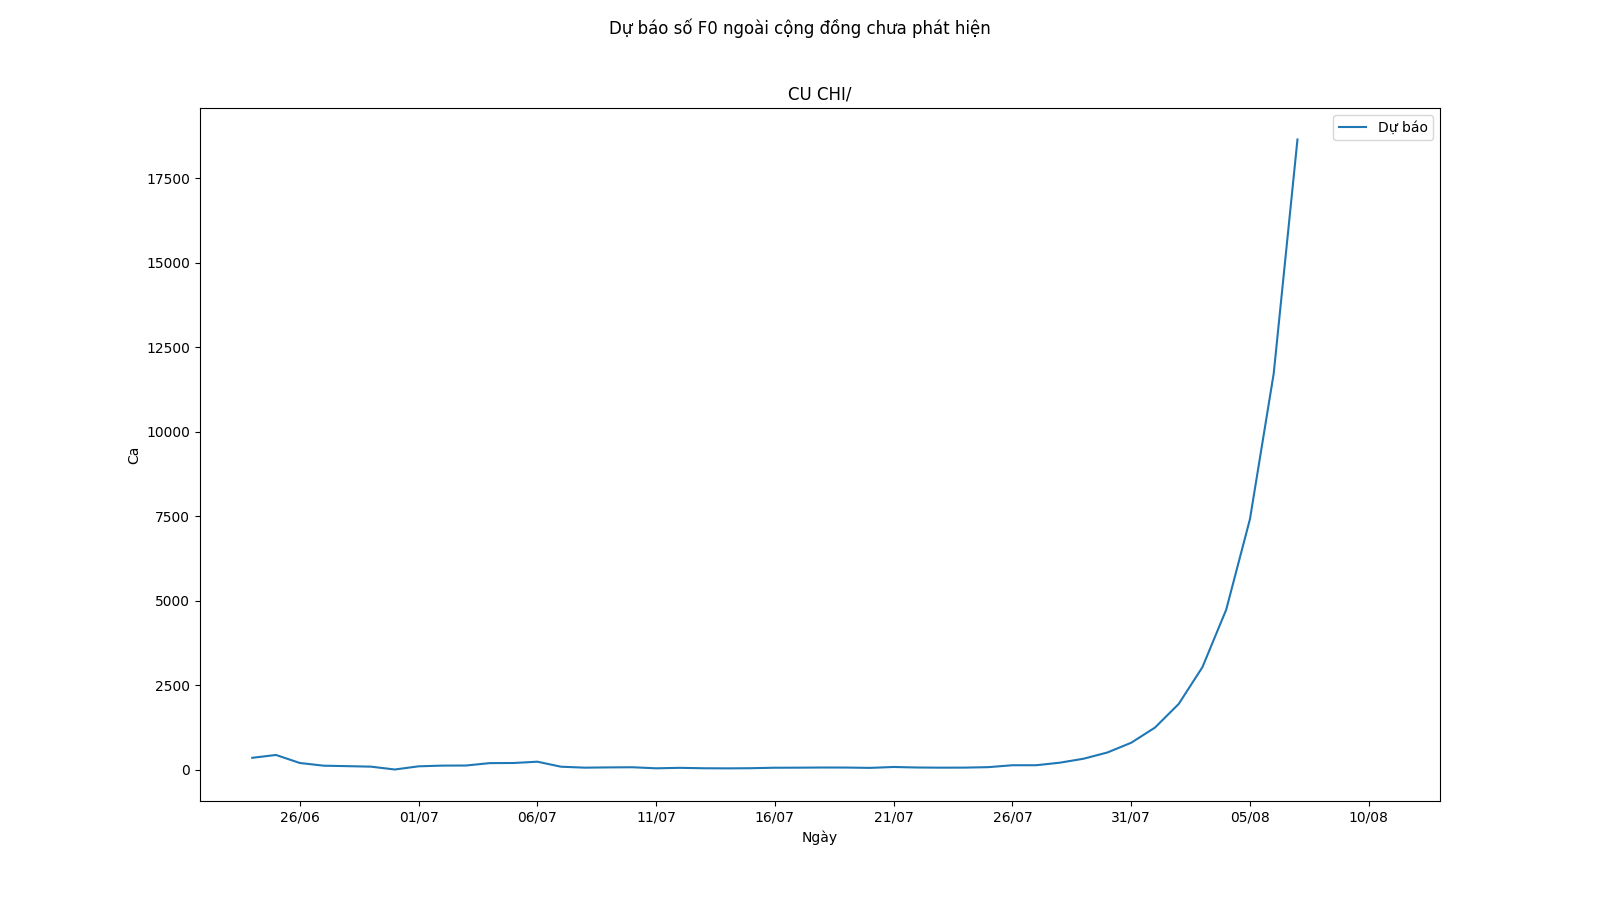 Dự báo số F0 ngoài cộng đồng chưa phát hiện
CU CHI/
Dự báo
17500
15000
12500
10000
7500
5000
2500
0
Ca
26/06 01/07 06/07 11/07 16/07 21/07 26/07 31/07 05/08 10/08
Ngày